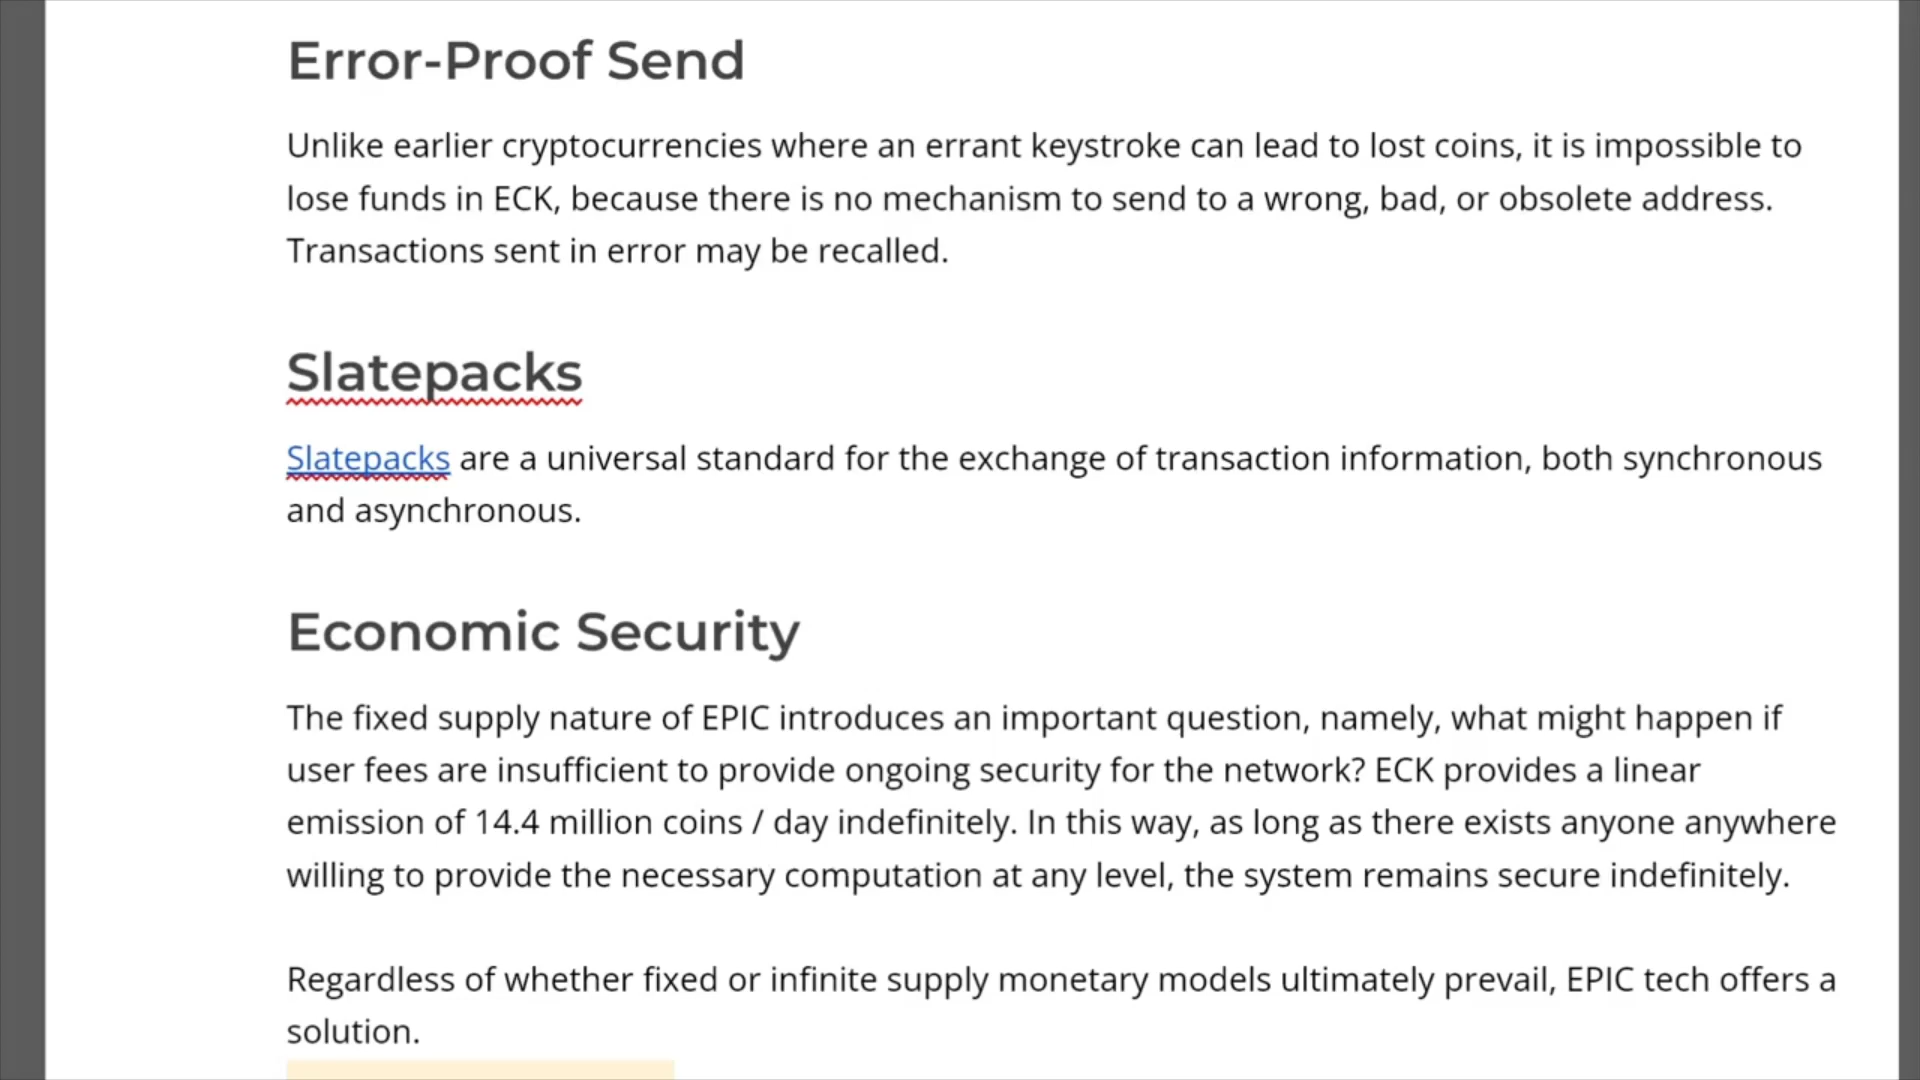 Error-Proof Send
Unlike earlier cryptocurrencies where an errant keystroke can lead to lost coins, it is impossible to
lose funds in ECK, because there is no mechanism to send to a wrong, bad, or obsolete address.
Transactions sent in error may be recalled.
Slatepacks
Slatepacks are a universal standard for the exchange of transaction information, both synchronous
and asynchronous.
Economic Security
The fixed supply nature of EPIC introduces an important question, namely, what might happen if
user fees are insufficient to provide ongoing security for the network? ECK provides a linear
emission of 14.4 million coins / day indefinitely. In this way, as long as there exists anyone anywhere
willing to provide the necessary computation at any level, the system remains secure indefinitely.
Regardless of whether fixed or infinite supply monetary models ultimately prevail, EPIC tech offers a
solution.